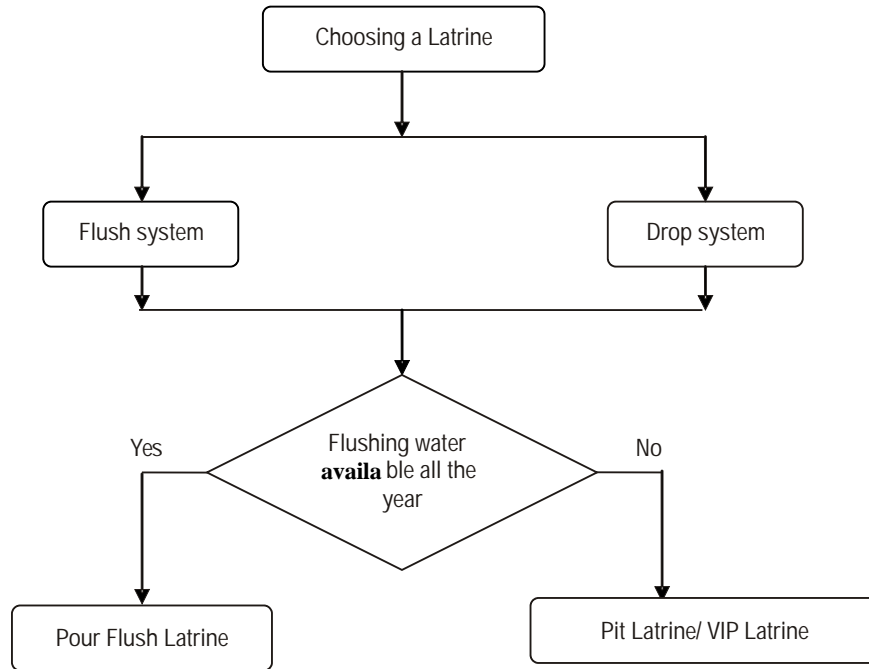 Choosing a Latrine
Flush system
Drop system
Yes
Flushing water
availa ble all the
year
No
Pour Flush Latrine
Pit Latrine/ VIP Latrine